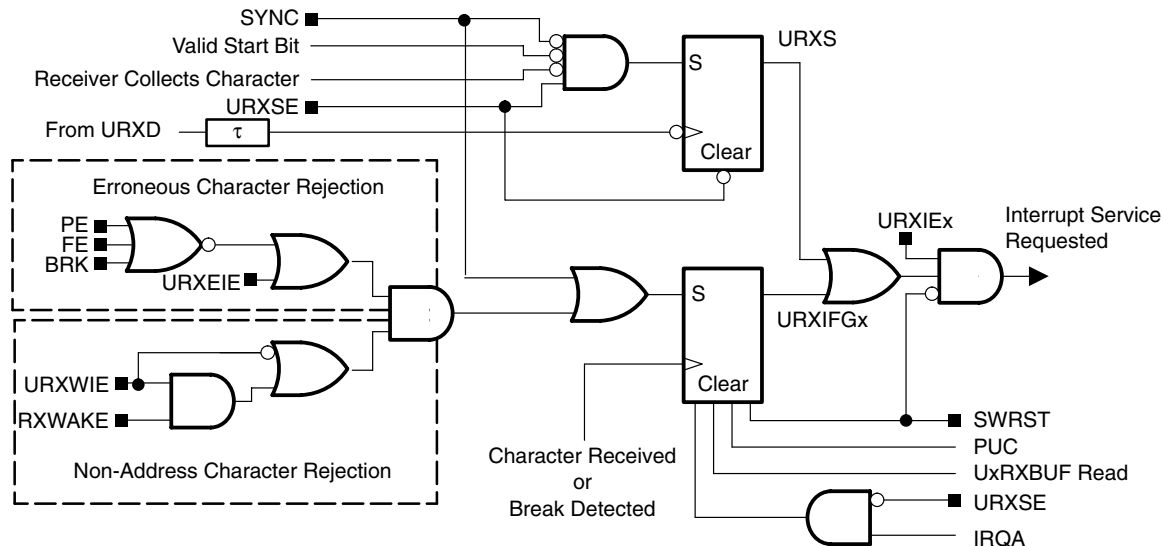 SYNC
Valid Start Bit
Receiver Collects Character
URXSE
From URXD
τ
S
Clear
URXS
Erroneous Character Rejection
PE
FE
BRK
URXEIE
URXWIE
RXWAKE
Non-Address Character Rejection
S
Clear
URXIFGx
URXIEx
Interrupt Service
Requested
Character Received
or
Break Detected
SWRST
PUC
UxRXBUF Read
URXSE
IRQA